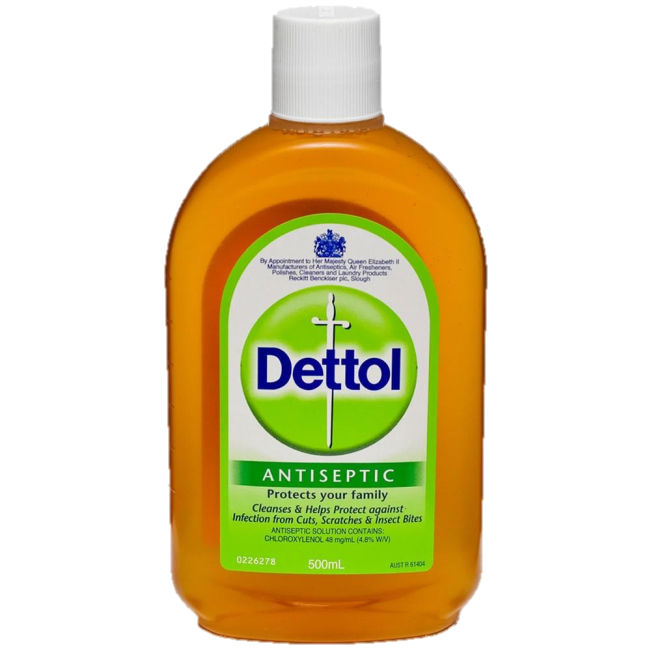 By Appointment to Her Majesty Queen Elizabeth II
Manufacturers of Antiseptics, Air Fresheners,
Polishes, Cleaners and Laundry Products
Reckitt Benckiser plc, Slough
Dettol
ANTISEPTIC
Protects your family
Cleanses & Helps Protect against
Infection from Cuts, Scratches & Insect Bites
ANTISEPTIC SOLUTION CONTAINS:
CHLOROXYLENOL 48 mg/mL (4.8% W/V)
0226278
500mL
AUST R 61404